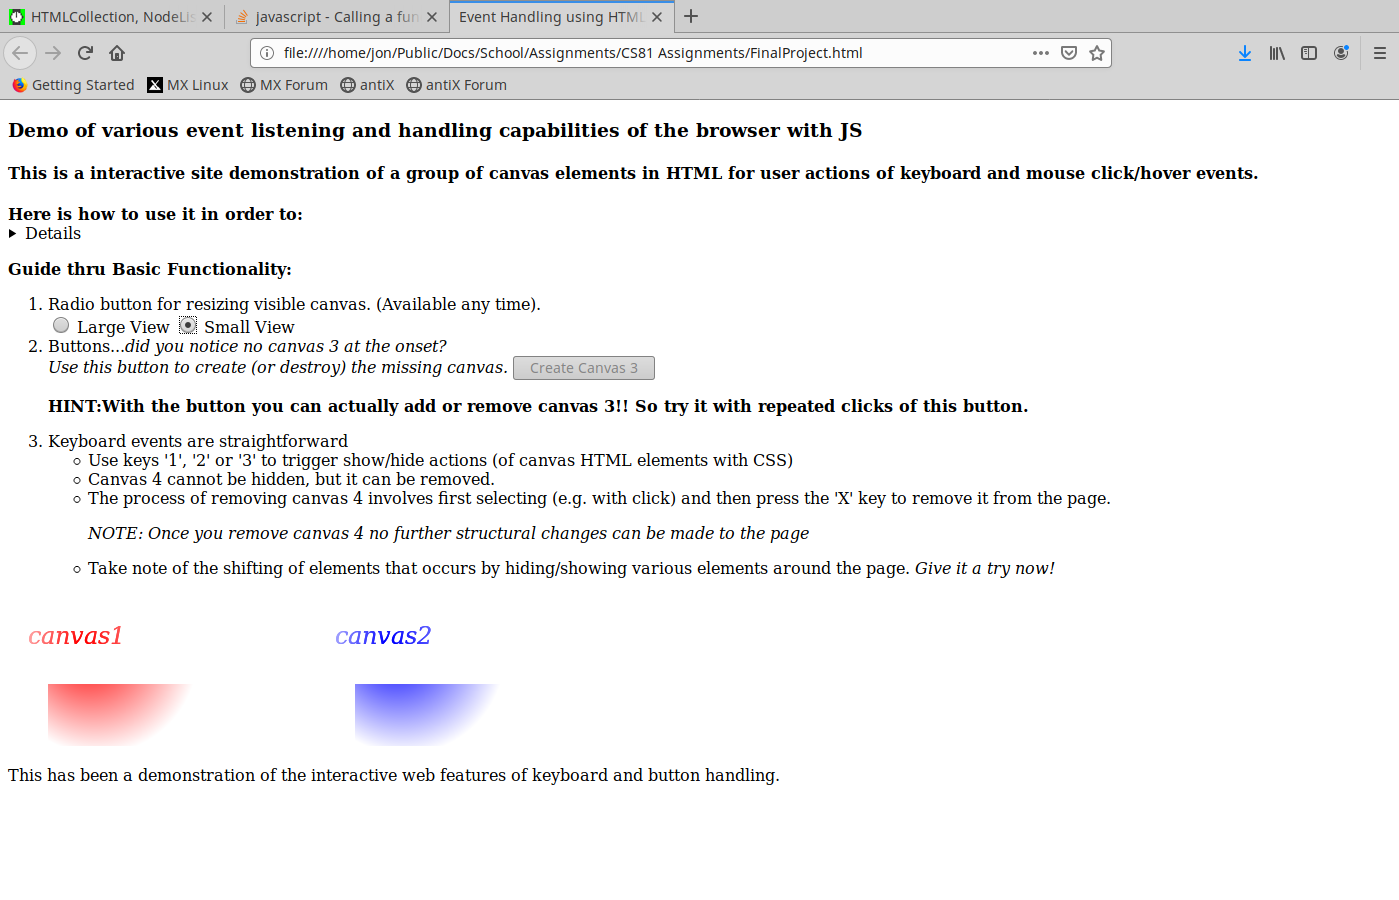 HTMLCollection, NodeLis
javascript - Calling a fun
Event Handling using HTML
file:////home/jon/Public/Docs/School/Assignments/CS81 Assignments/FinalProject.html
Getting Started
MX Linux
MX Forum
antiX
antiX Forum
Demo of various event listening and handling capabilities of the browser with JS
This is a interactive site demonstration of a group of canvas elements in HTML for user actions of keyboard and mouse click/hover events.
Here is how to use it in order to:
Details
Guide thru Basic Functionality:
1. Radio button for resizing visible canvas. (Available any time).
Large View Small View
2. Buttons...did you notice no canvas 3 at the onset?
Use this button to create (or destroy) the missing canvas. Create Canvas 3
HINT:With the button you can actually add or remove canvas 3!! So try it with repeated clicks of this button.
3. Keyboard events are straightforward
Use keys '1', '2' or '3' to trigger show/hide actions (of canvas HTML elements with CSS)
Canvas 4 cannot be hidden, but it can be removed.
The process of removing canvas 4 involves first selecting (e.g. with click) and then press the 'X' key to remove it from the page.
NOTE: Once you remove canvas 4 no further structural changes can be made to the page
Take note of the shifting of elements that occurs by hiding/showing various elements around the page. Give it a try now!
canvas1
canvas2
This has been a demonstration of the interactive web features of keyboard and button handling.